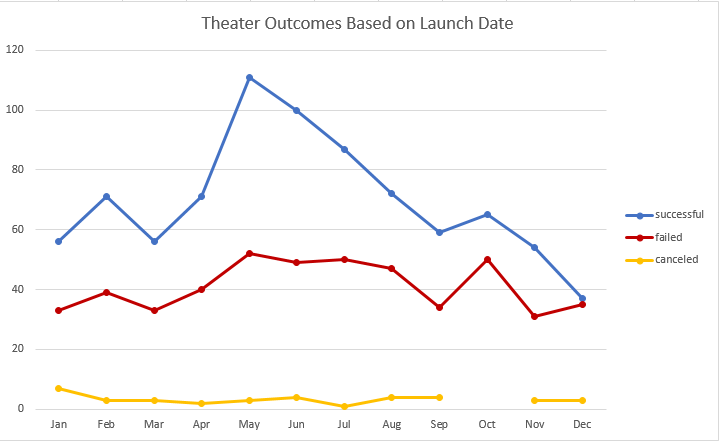 Theater Outcomes Based on Launch Date
120
100
80
60
40
20
0
Jan Feb Mar Apr May Jun Jul Aug Sep Oct Nov Dec
successful
failed
canceled